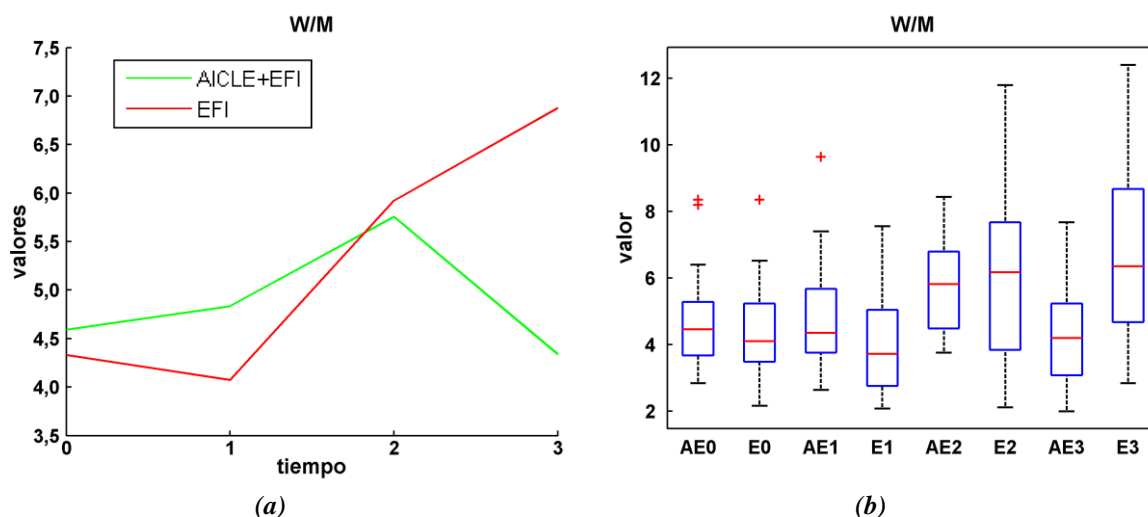 W/M
7,5
7,0
6,5
6,0
5,5
5,0
4,5
4,0
3,5
valores
AICLE+EFI
EFI
0 1 2 3
tiempo
(a)
W/M
12
10
8
6
4
2
valor
AE0 E0 AE1 E1 AE2 E2 AE3 E3
(b)